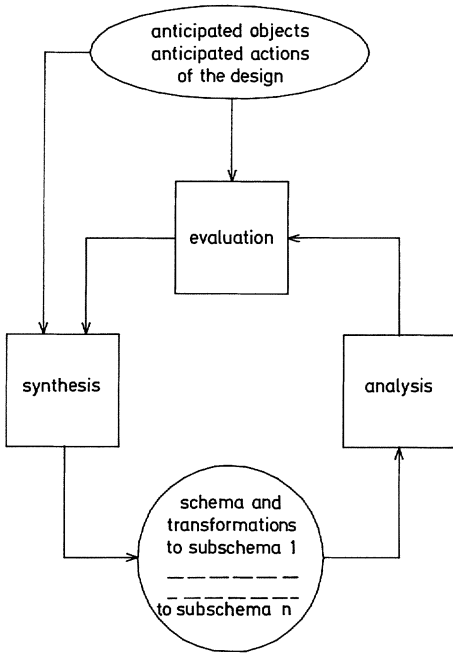 anticipated objects
anticipated actions
of the design
evaluation
synthesis
analysis
schema and
transformations
to subschema 1
to subschema n